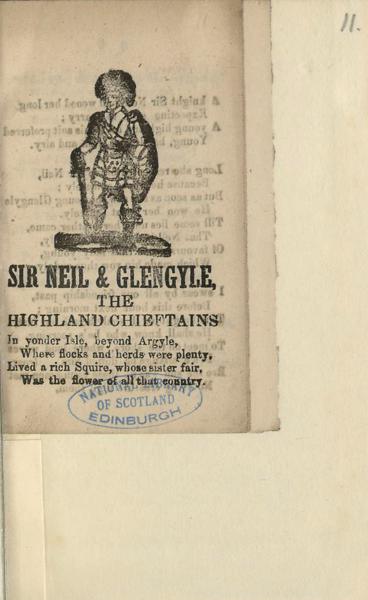 11.
SIR NEIL & GLENGYLE,
THE
HIGHLAND CHIEFTAINS
In yonder Isle, beyond Argyle,
Where flocks and herds were plenty,
Lived a rich Squire, whose sister fair,
Was the flower of all that country.
NATIONAL LIBRARY
OF SCOTLAND
EDINBURGH